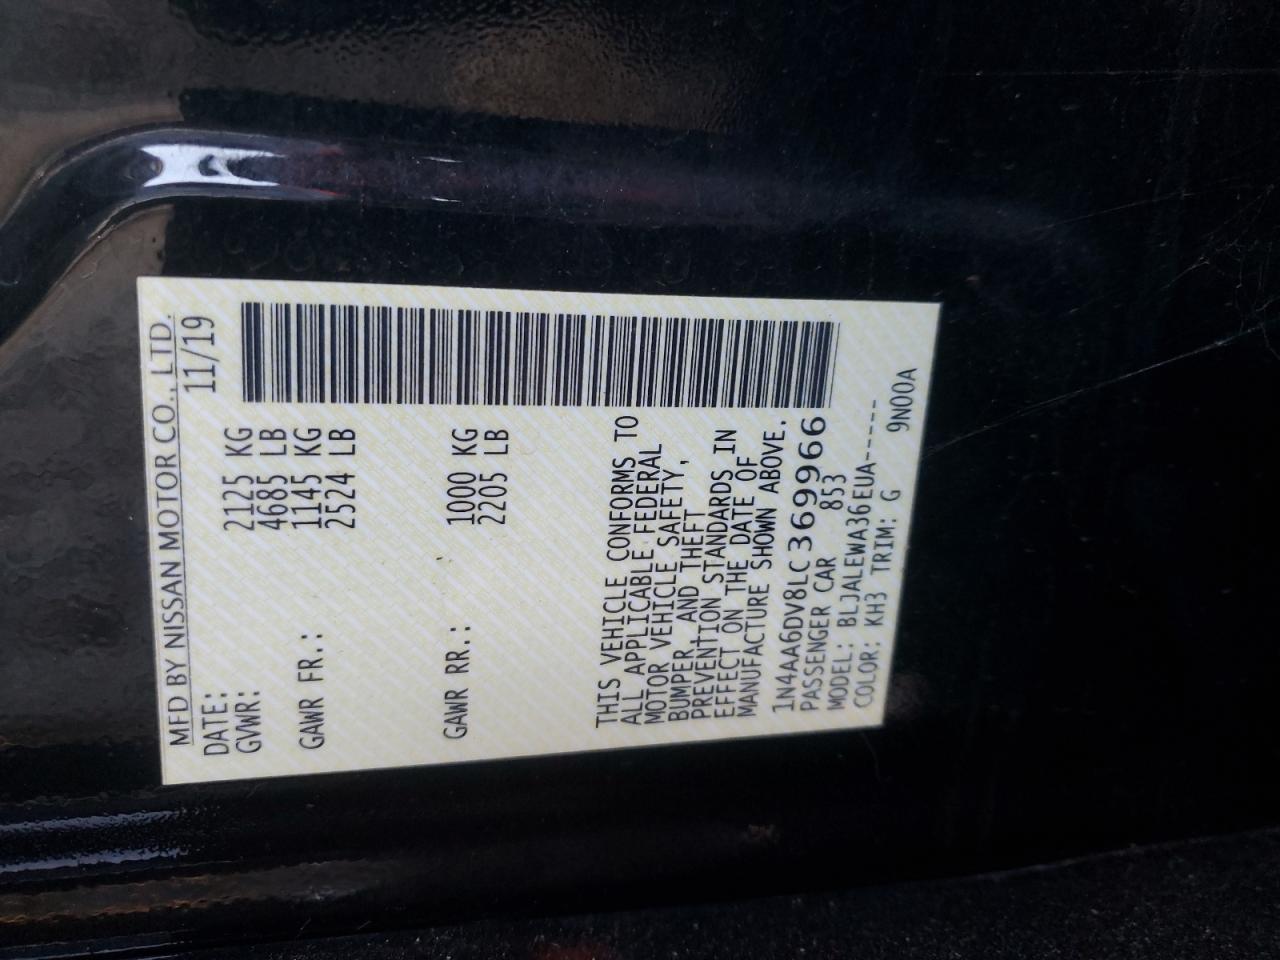 MFD BY NISSAN MOTOR CO., LTD.
DATE: 11/19
GVWR: 2125 KG
4685 LB
GAWR FR.: 1145 KG
2524 LB
GAWR RR.: 1000 KG
2205 LB
THIS VEHICLE CONFORMS TO
ALL APPLICABLE FEDERAL
MOTOR VEHICLE SAFETY,
BUMPER, AND THEFT
PREVENTION STANDARDS IN
EFFECT ON THE DATE OF
MANUFACTURE SHOWN ABOVE.
1N4AA6DV8LC369966
PASSENGER CAR 853
MODEL: BLJALEWA36EUA-----
COLOR: KH3 TRIM: G 9N00A